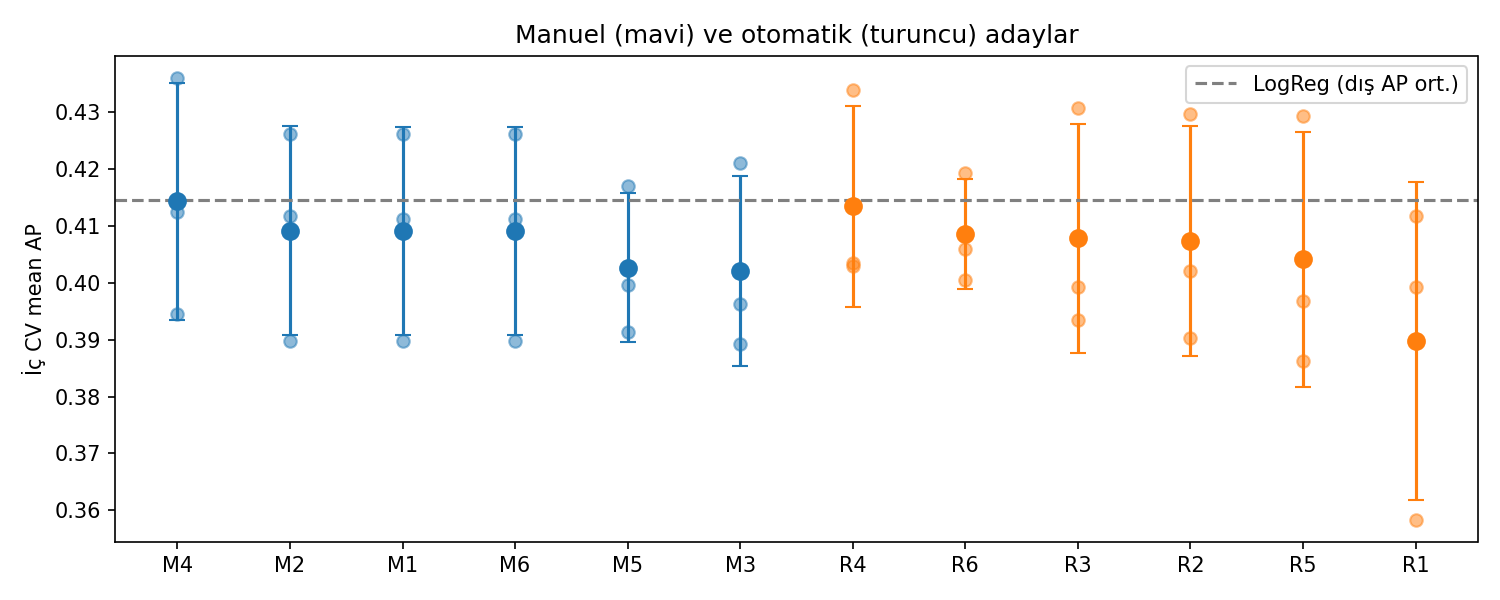 Manuel (mavi) ve otomatik (turuncu) adaylar
LogReg (dış AP ort.)
İç CV mean AP
0.43
0.42
0.41
0.40
0.39
0.38
0.37
0.36
M4 M2 M1 M6 M5 M3 R4 R6 R3 R2 R5 R1